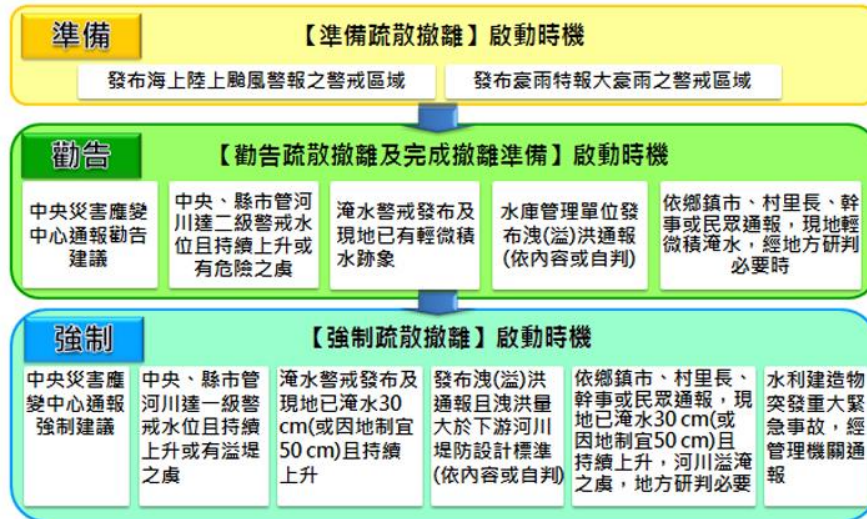 準備
【準備疏散撤離】啟動時機
發布海上陸上颱風警報之警戒區域
發布豪雨特報大豪雨之警戒區域
勸告
【勸告疏散撤離及完成撤離準備】啟動時機
中央災害應變
中心通報勸告
建議
中央、縣市管河
川達二級警戒水
位且持續上升或
有危險之虞
淹水警戒發布及
現地已有輕微積
水跡象
水庫管理單位發
布洩(溢)洪通報
(依內容或自判)
依鄉鎮市、村里長、幹
事或民眾通報，現地輕
微積淹水，經地方研判
必要時
強制
【強制疏散撤離】啟動時機
中央災害應
變中心通報
強制建議
中央、縣市管
河川達一級警
戒水位且持續
上升或有溢堤
之虞
淹水警戒發布及
現地已淹水30
cm(或因地制宜
50 cm)且持續
上升
發布洩(溢)洪
通報且洩洪量
大於下游河川
堤防設計標準
(依內容或自判)
依鄉鎮市、村里長、
幹事或民眾通報，現
地已淹水30 cm(或
因地制宜50 cm)且
持續上升，河川溢淹
之虞，地方研判必要
水利建造物
突發重大緊
急事故，經
管理機關通
報